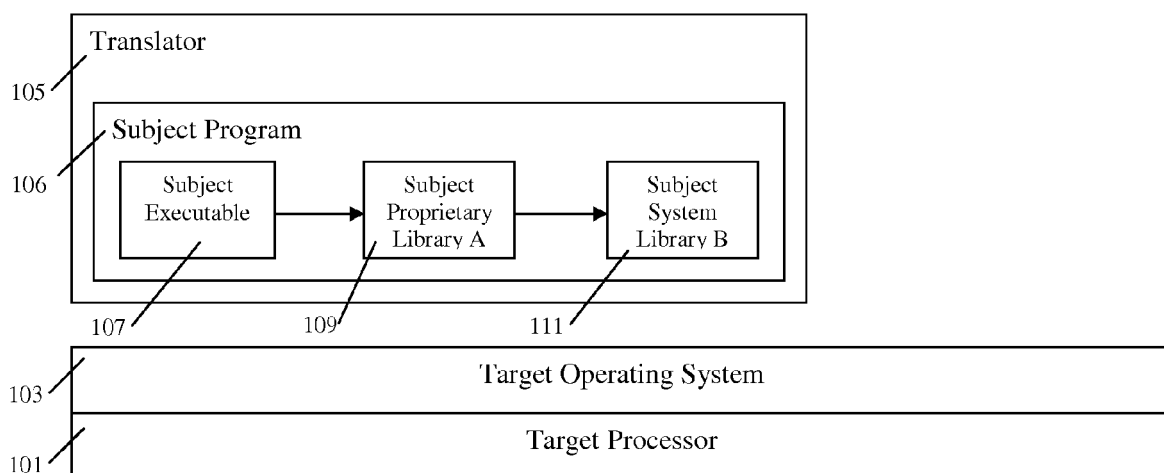 Translator
105
Subject Program
106
Subject
Executable
Subject
Proprietary
Library A
Subject
System
Library B
107
109
111
103
Target Operating System
101
Target Processor